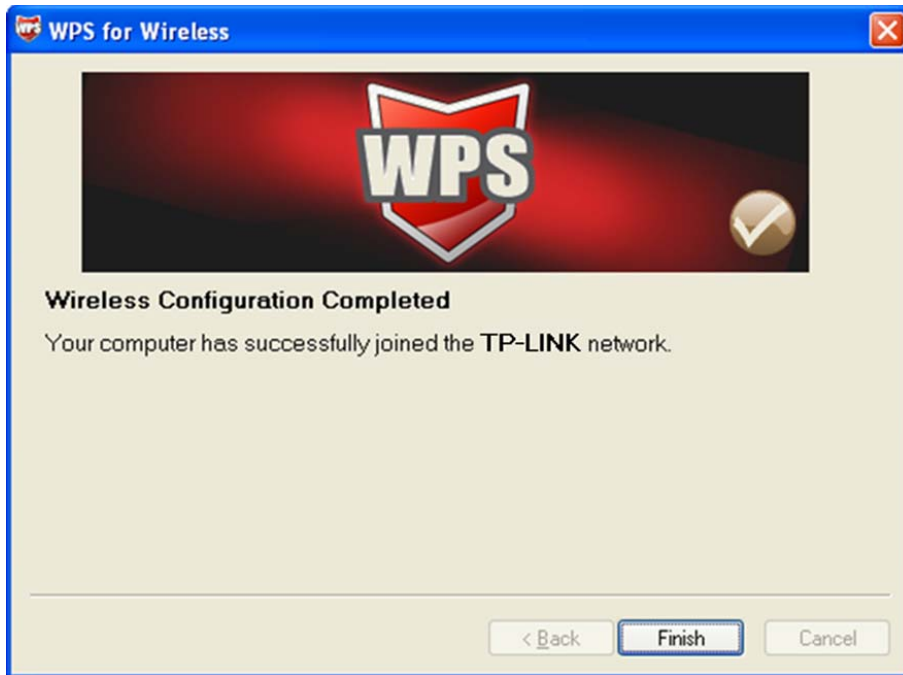 WPS WPS for Wireless
WPS
Wireless Configuration Completed
Your computer has successfully joined the TP-LINK network.
< Back Finish Cancel